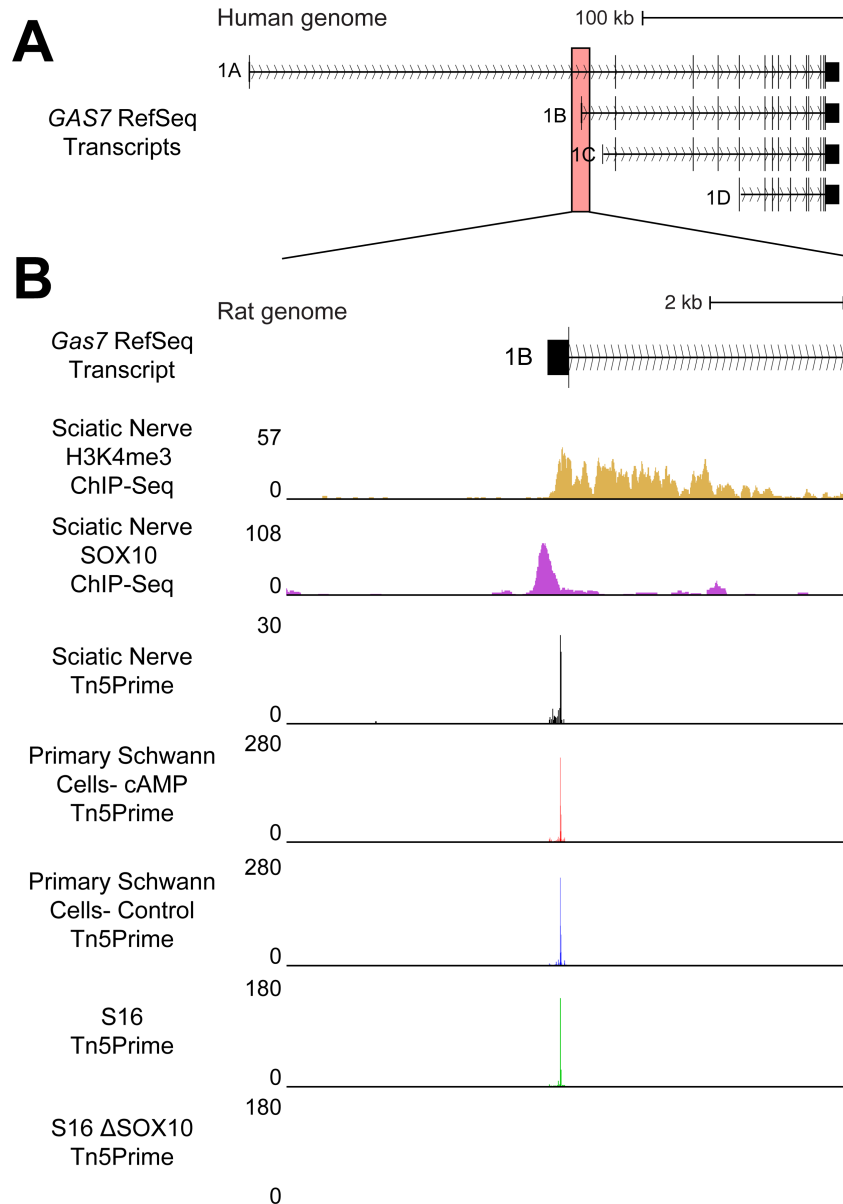 A
Human genome
100 kb
1A
GAS7 RefSeq
Transcripts
1B
1C
1D
B
Rat genome
2 kb
Gas7 RefSeq
Transcript
1B
Sciatic Nerve
H3K4me3
ChIP-Seq
57
0
Sciatic Nerve
SOX10
ChIP-Seq
108
0
Sciatic Nerve
Tn5Prime
30
0
Primary Schwann
Cells- cAMP
Tn5Prime
280
0
Primary Schwann
Cells- Control
Tn5Prime
280
0
S16
Tn5Prime
180
0
S16 ΔSOX10
Tn5Prime
180
0